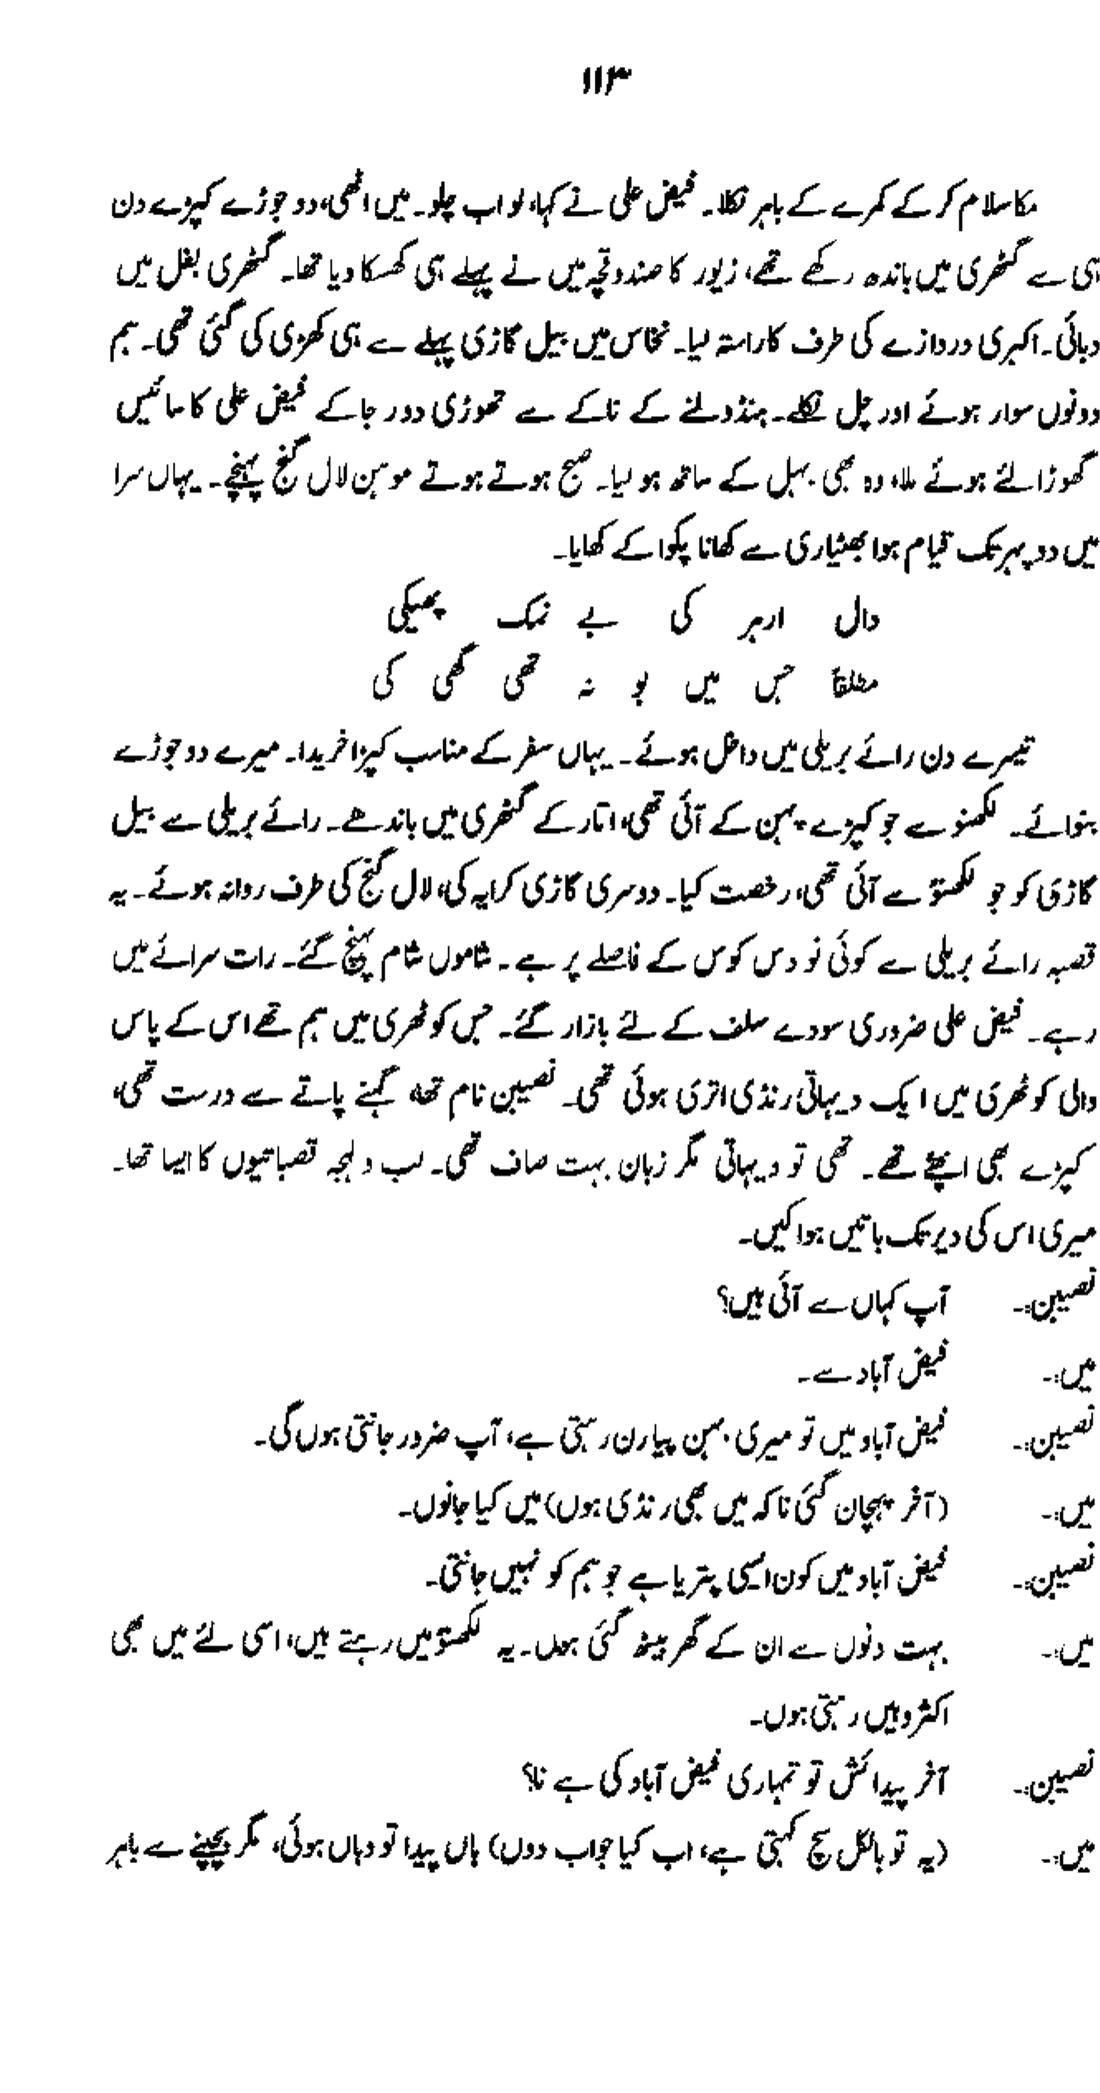 ۱۱۳
مکا سلام کر کے کمرے کے باہر نکلا۔ فیض علی نے کہا، لو اب چلو۔ میں اٹھی، دو جوڑے کپڑے دن
ہی سے گٹھری میں باندھ رکھے تھے، زیور کا صندوقچہ میں نے پہلے ہی کھسکا دیا تھا۔ گٹھری بغل میں
دبائی۔ اکبری دروازے کی طرف کا راستہ لیا۔ نخاس میں بیل گاڑی پہلے سے ہی کھڑی کی گئی تھی۔ ہم
دونوں سوار ہوئے اور چل نکلے۔ ہنڈولنے کے ناکے سے تھوڑی دور جا کے فیض علی کا سائیس
گھوڑا لئے ہوئے ملا، وہ بھی بہل کے ساتھ ہو لیا۔ صبح ہوتے ہوتے موہن لال گنج پہنچے۔ یہاں سرا
میں دوپہر تک قیام ہوا بھٹیاری سے کھانا پکوا کے کھایا۔
دال ارہر کی بے نمک پھیکی
مطلقاً جس میں بو نہ تھی گھی کی
تیسرے دن رائے بریلی میں داخل ہوئے۔ یہاں سفر کے مناسب کپڑا خریدا۔ میرے دو جوڑے
بنوائے۔ لکھنؤ سے جو کپڑے پہن کے آئی تھی، اتار کے گٹھری میں باندھے۔ رائے بریلی سے بیل
گاڑی کو جو لکھنؤ سے آئی تھی، رخصت کیا۔ دوسری گاڑی کرایہ کی، لال گنج کی طرف روانہ ہوئے۔ یہ
قصبہ رائے بریلی سے کوئی نو دس کوس کے فاصلے پر ہے۔ شاموں شام پہنچ گئے۔ رات سرائے میں
رہے۔ فیض علی ضروری سودے سلف کے لئے بازار گئے۔ جس کوٹھری میں ہم تھے اس کے پاس
والی کوٹھری میں ایک دیہاتی رنڈی اتری ہوئی تھی۔ نصیبن نام تھا، گہنے پاتے سے درست تھی،
کپڑے بھی اچھے تھے۔ تھی تو دیہاتی مگر زبان بہت صاف تھی۔ لب و لہجہ قصباتیوں کا ایسا تھا۔
میری اس کی دیر تک باتیں ہوا کیں۔
نصیبن:۔ آپ کہاں سے آئی ہیں؟
میں:۔ فیض آباد سے۔
نصیبن:۔ فیض آباد میں تو میری بہن پیارن رہتی ہے، آپ ضرور جانتی ہوں گی۔
میں:۔ (آخر پہچان گئی نا کہ میں بھی رنڈی ہوں) میں کیا جانوں۔
نصیبن:۔ فیض آباد میں کون ایسی پتریا ہے جو ہم کو نہیں جانتی۔
میں:۔ بہت دنوں سے ان کے گھر بیٹھ گئی ہوں۔ یہ لکھنؤ میں رہتے ہیں، اسی لئے میں بھی
اکثر وہیں رہتی ہوں۔
نصیبن:۔ آخر پیدائش تو تمہاری فیض آباد کی ہے نا؟
میں:۔ (یہ تو بالکل سچ کہتی ہے، اب کیا جواب دوں) ہاں پیدا تو وہاں ہوئی، مگر بچپنے سے باہر